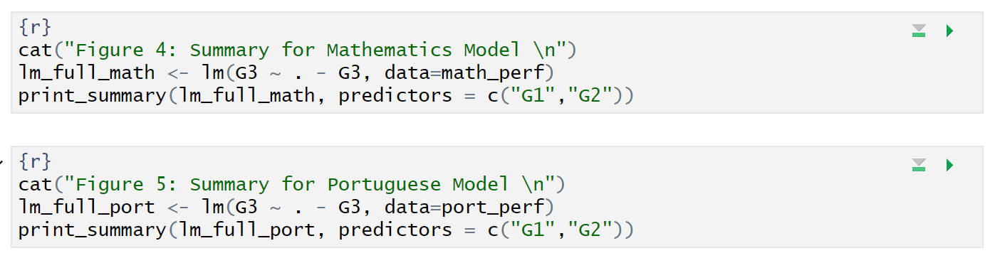 {r}
cat("Figure 4: Summary for Mathematics Model \n")
lm_full_math <- lm(G3 ~ . - G3, data=math_perf)
print_summary(lm_full_math, predictors = c("G1","G2"))
{r}
cat("Figure 5: Summary for Portuguese Model \n")
lm_full_port <- lm(G3 ~ . - G3, data=port_perf)
print_summary(lm_full_port, predictors = c("G1","G2"))